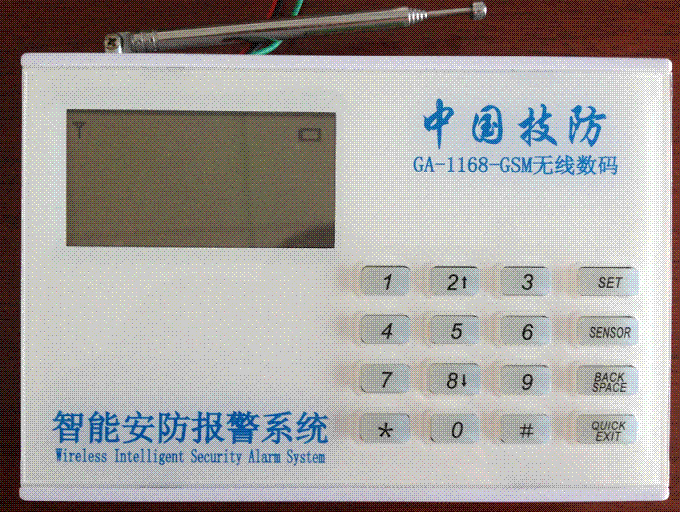 中国技防
GA-1168-GSM无线数码
1 2↑ 3 SET
4 5 6 SENSOR
7 8↓ 9 BACK SPACE
* 0 # QUICK EXIT
智能安防报警系统
Wireless Intelligent Security Alarm System